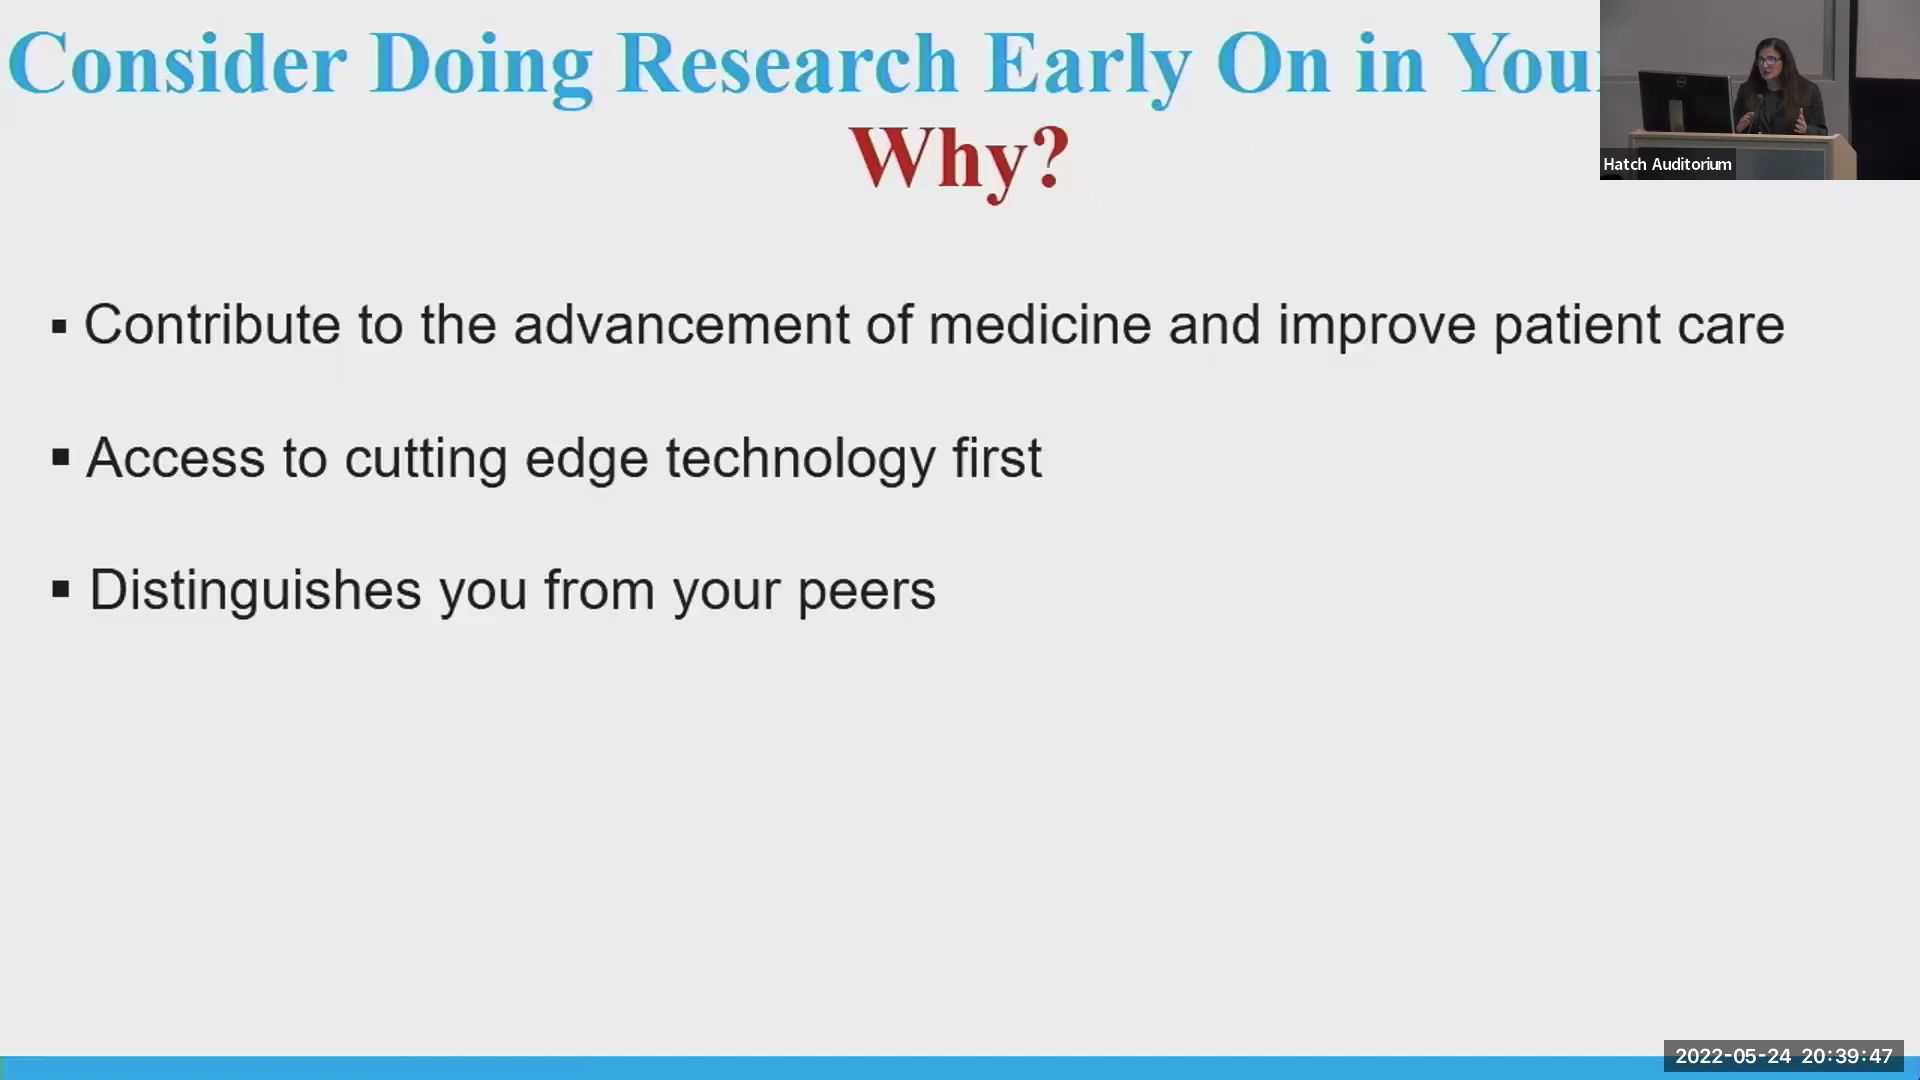 Consider Doing Research Early On in You
Why?
Hatch Auditorium
▪ Contribute to the advancement of medicine and improve patient care
▪ Access to cutting edge technology first
▪ Distinguishes you from your peers
2022-05-24 20:39:47